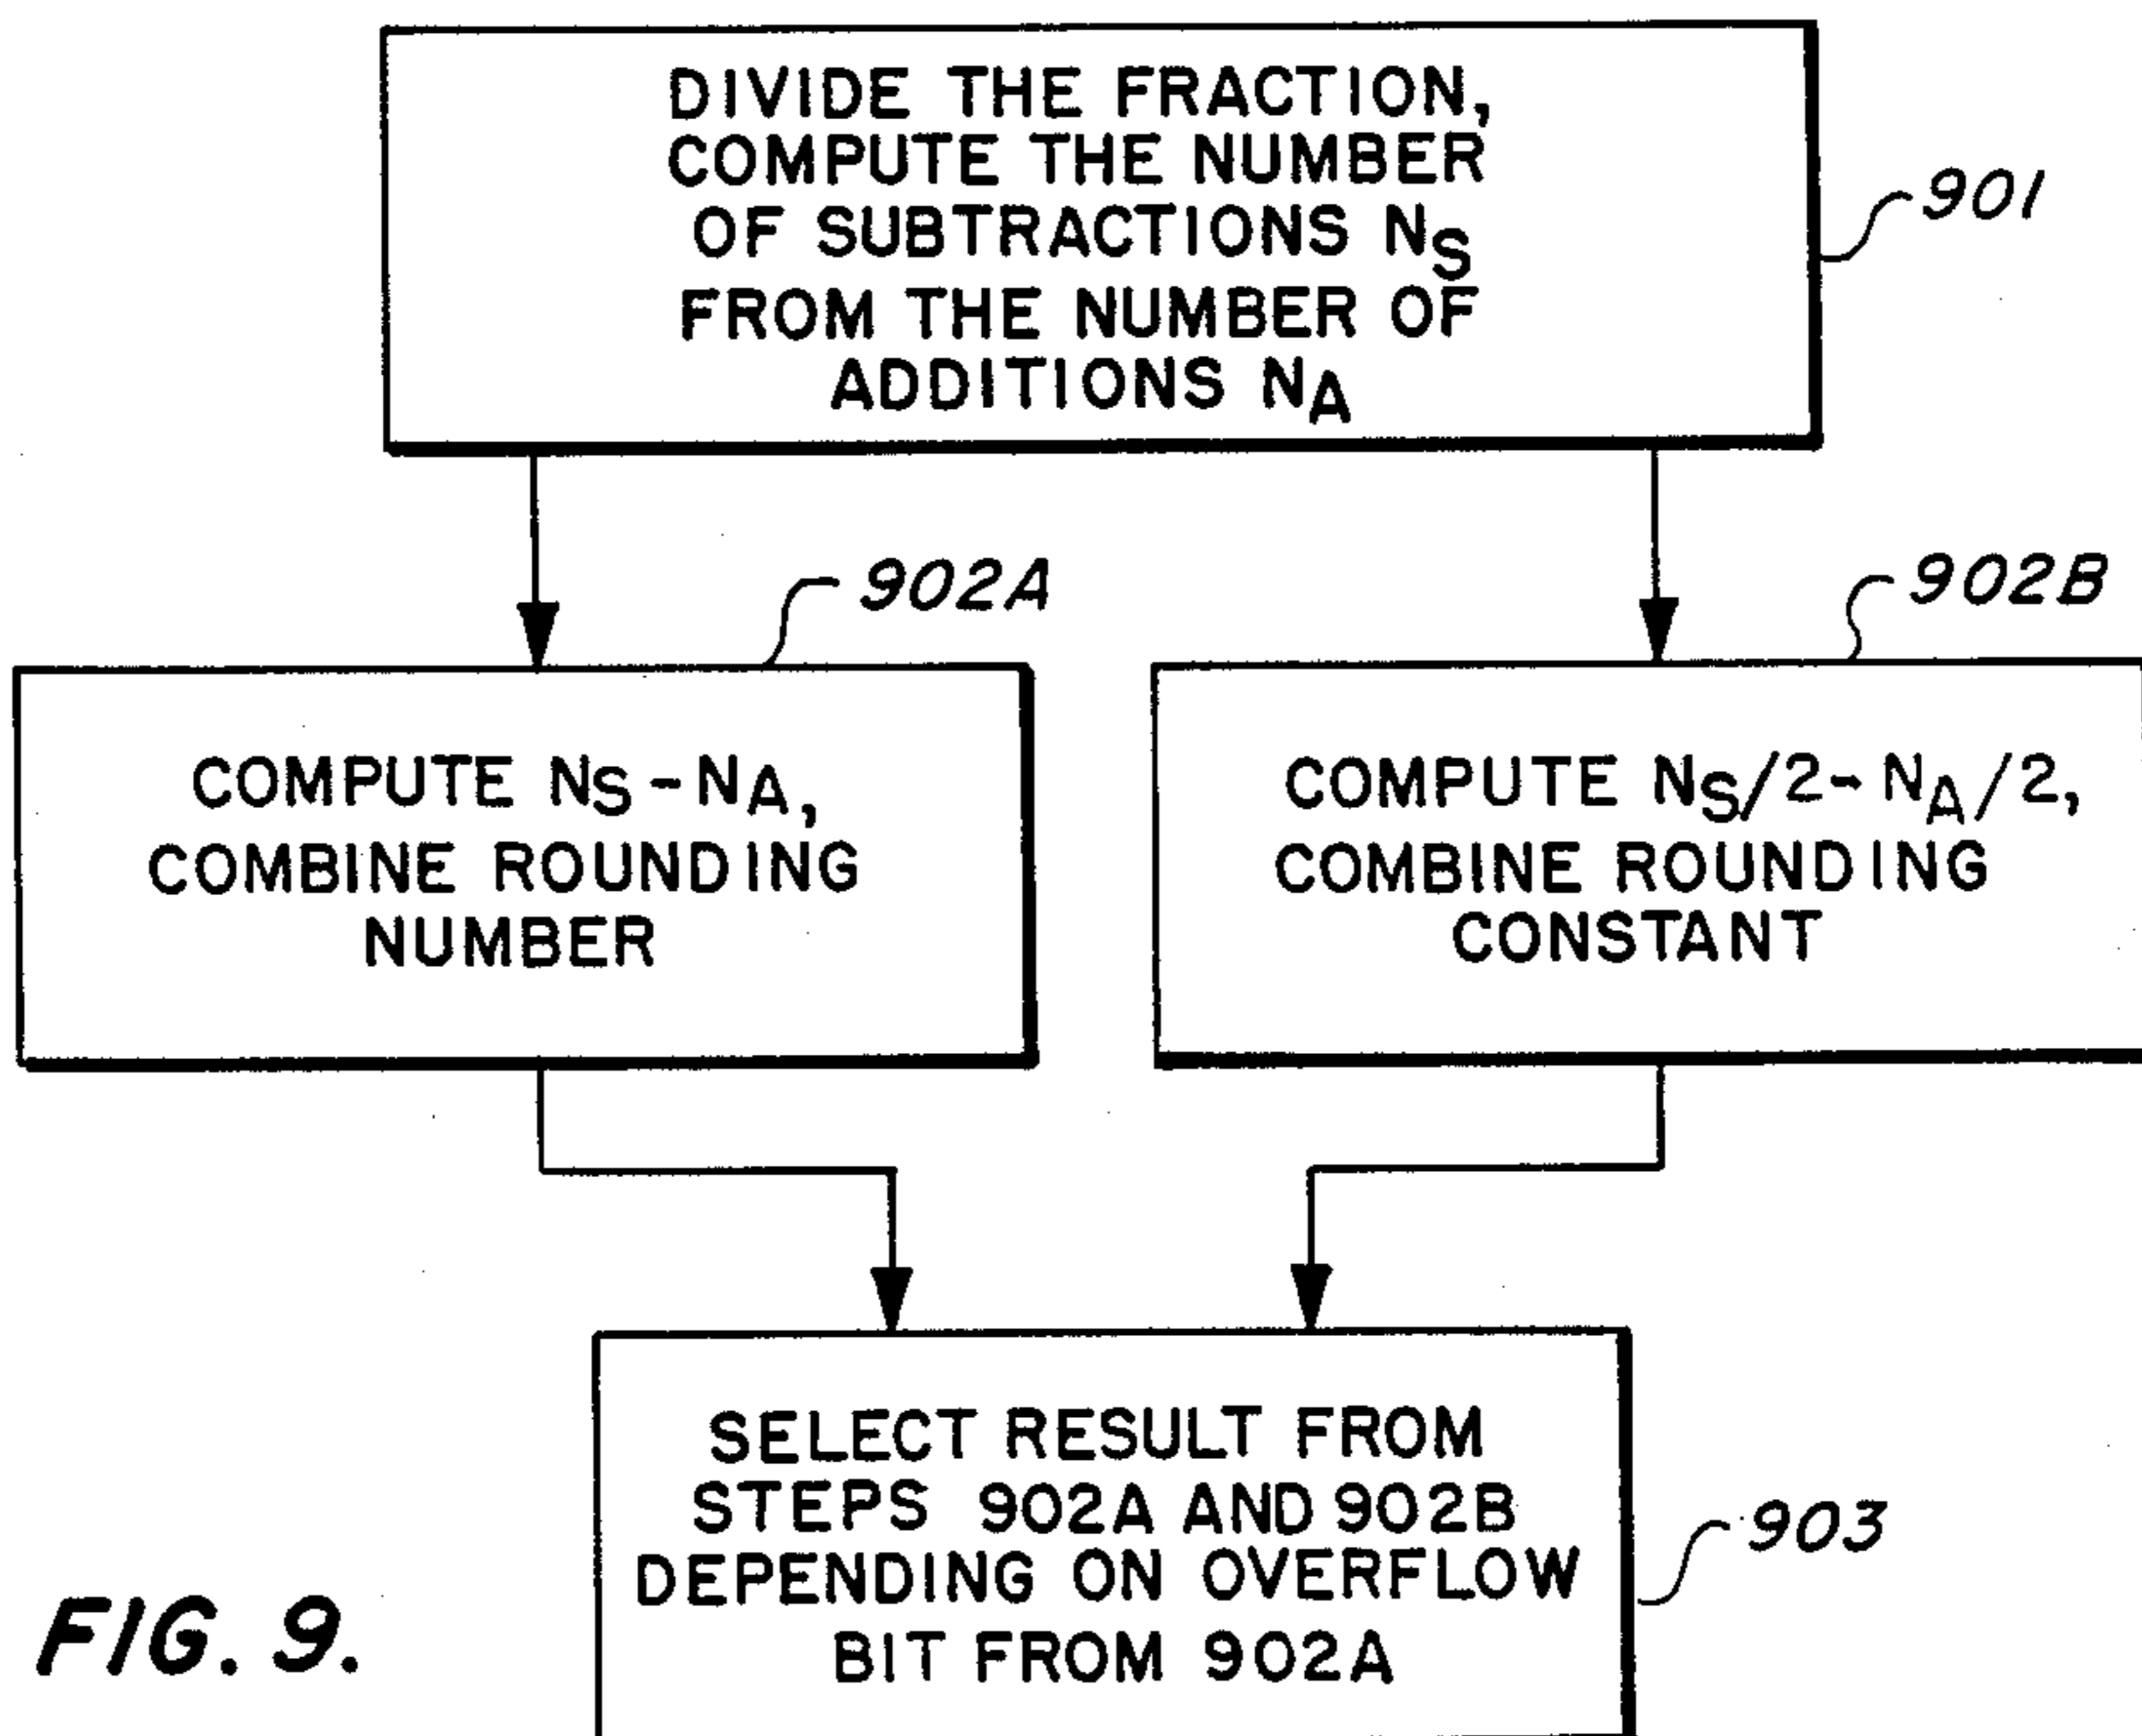 DIVIDE THE FRACTION,
COMPUTE THE NUMBER
OF SUBTRACTIONS NS
FROM THE NUMBER OF
ADDITIONS NA
901
902A
902B
COMPUTE NS-NA,
COMBINE ROUNDING
NUMBER
COMPUTE NS/2-NA/2,
COMBINE ROUNDING
CONSTANT
SELECT RESULT FROM
STEPS 902A AND 902B
DEPENDING ON OVERFLOW
BIT FROM 902A
903
FIG. 9.